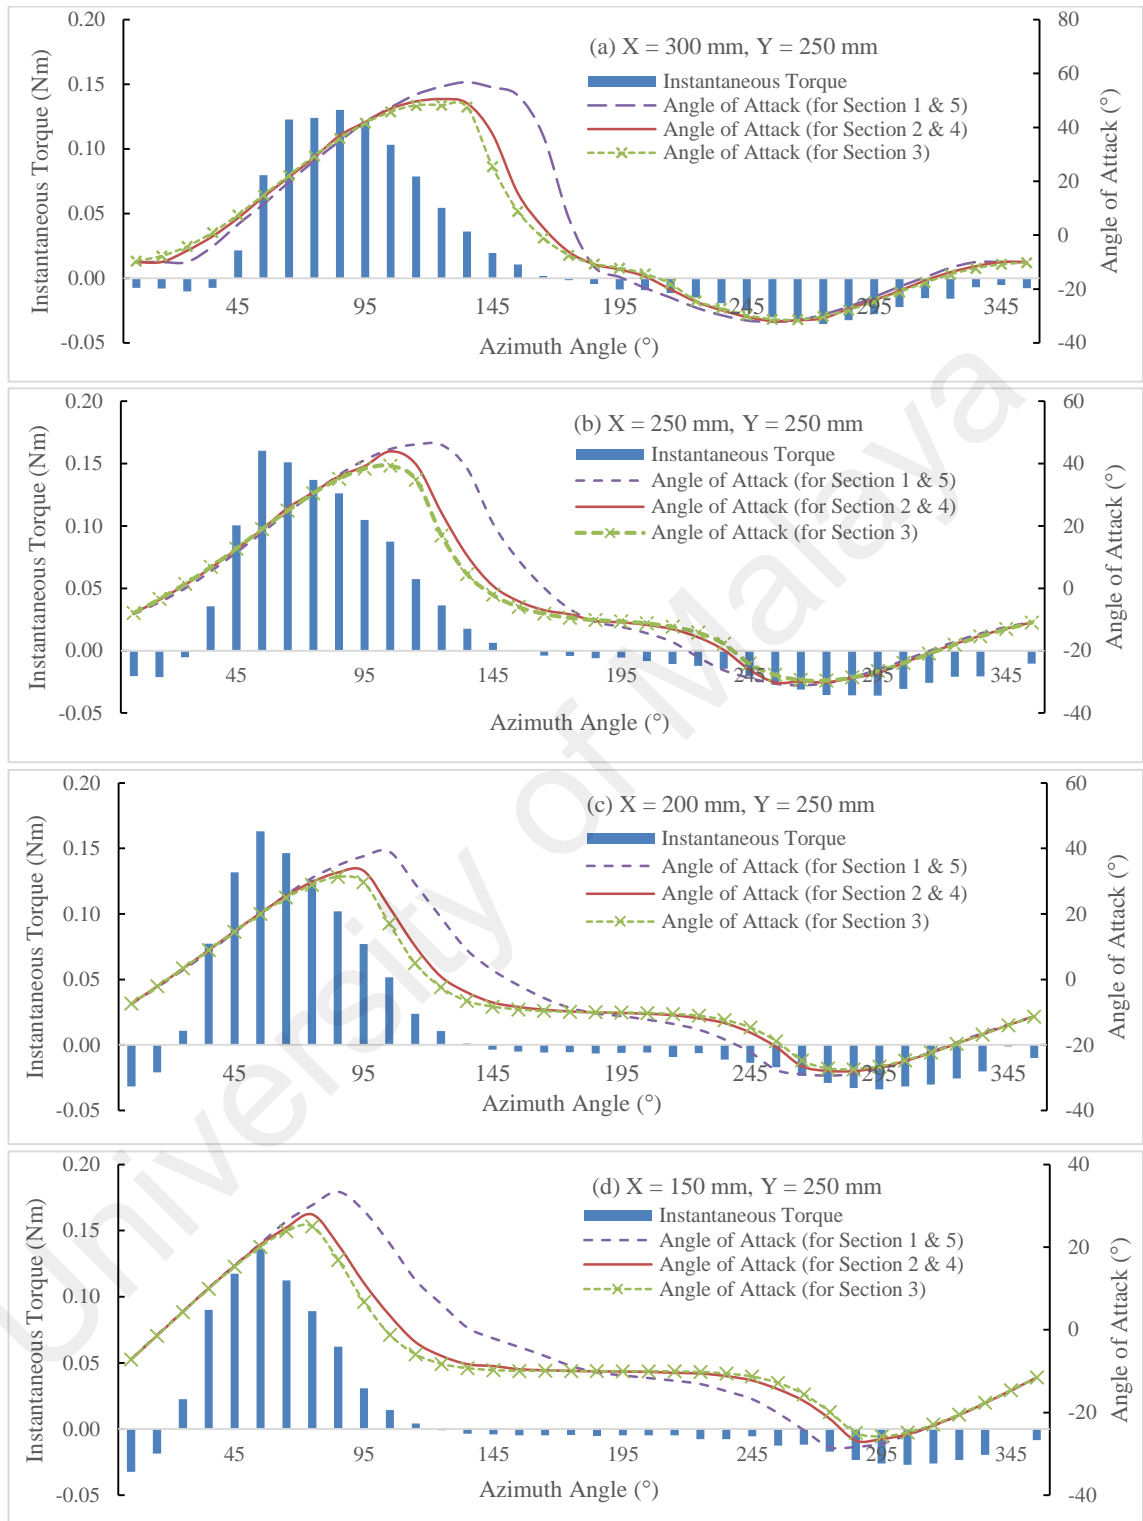 (a) X = 300 mm, Y = 250 mm
Instantaneous Torque
Angle of Attack (for Section 1 & 5)
Angle of Attack (for Section 2 & 4)
Angle of Attack (for Section 3)
Instantaneous Torque (Nm)
0.20
0.15
0.10
0.05
0.00
-0.05
45
95
145
195
245
295
345
Azimuth Angle (°)
80
60
40
20
0
-20
-40
Angle of Attack (°)
(b) X = 250 mm, Y = 250 mm
Instantaneous Torque
Angle of Attack (for Section 1 & 5)
Angle of Attack (for Section 2 & 4)
Angle of Attack (for Section 3)
Instantaneous Torque (Nm)
0.20
0.15
0.10
0.05
0.00
-0.05
45
95
145
195
245
295
345
Azimuth Angle (°)
60
40
20
0
-20
-40
Angle of Attack (°)
(c) X = 200 mm, Y = 250 mm
Instantaneous Torque
Angle of Attack (for Section 1 & 5)
Angle of Attack (for Section 2 & 4)
Angle of Attack (for Section 3)
Instantaneous Torque (Nm)
0.20
0.15
0.10
0.05
0.00
-0.05
45
95
145
195
245
295
345
Azimuth Angle (°)
60
40
20
0
-20
-40
Angle of Attack (°)
(d) X = 150 mm, Y = 250 mm
Instantaneous Torque
Angle of Attack (for Section 1 & 5)
Angle of Attack (for Section 2 & 4)
Angle of Attack (for Section 3)
Instantaneous Torque (Nm)
0.20
0.15
0.10
0.05
0.00
-0.05
45
95
145
195
245
295
345
Azimuth Angle (°)
40
20
0
-20
-40
Angle of Attack (°)
University of Malaya